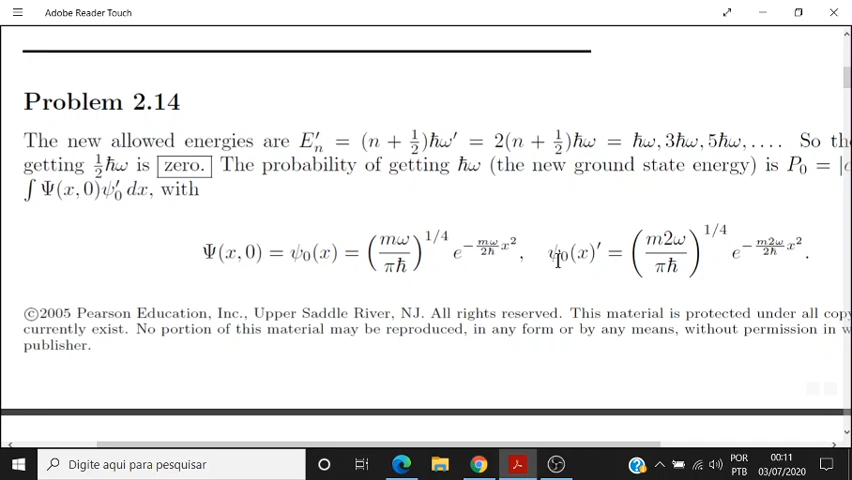 Adobe Reader Touch
Problem 2.14
The new allowed energies are E′ₙ = (n + ½)ℏω′ = 2(n + ½)ℏω = ℏω, 3ℏω, 5ℏω, . . . . So
getting ½ℏω is zero. The probability of getting ℏω (the new ground state energy) is P₀ = |
∫ Ψ(x, 0)ψ′₀ dx, with
Ψ(x, 0) = ψ₀(x) = (mω/πℏ)^1/4 e^−(mω/2ℏ)x², ψ₀(x)′ = (m2ω/πℏ)^1/4 e^−(m2ω/2ℏ)x².
©2005 Pearson Education, Inc., Upper Saddle River, NJ. All rights reserved. This material is protected under all
currently exist. No portion of this material may be reproduced, in any form or by any means, without permission in
publisher.
Digite aqui para pesquisar
POR
PTB
00:11
03/07/2020